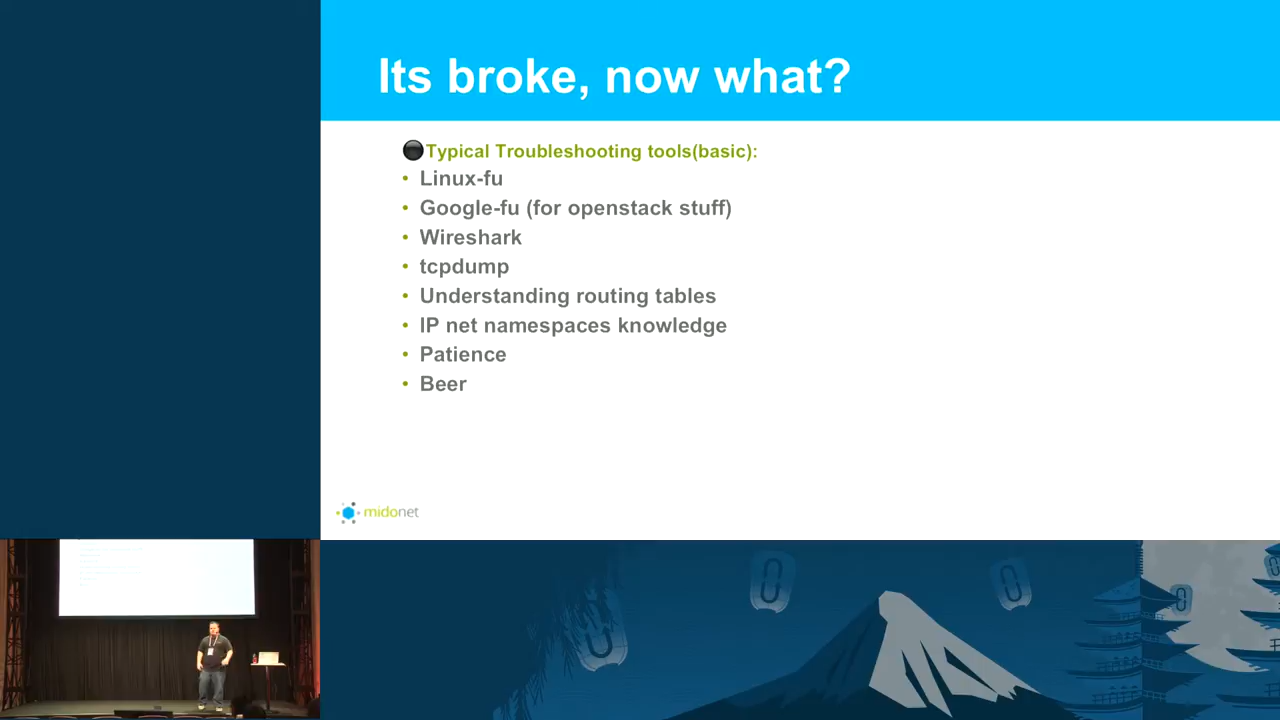 Its broke, now what?
Typical Troubleshooting tools(basic):
• Linux-fu
• Google-fu (for openstack stuff)
• Wireshark
• tcpdump
• Understanding routing tables
• IP net namespaces knowledge
• Patience
• Beer
midonet